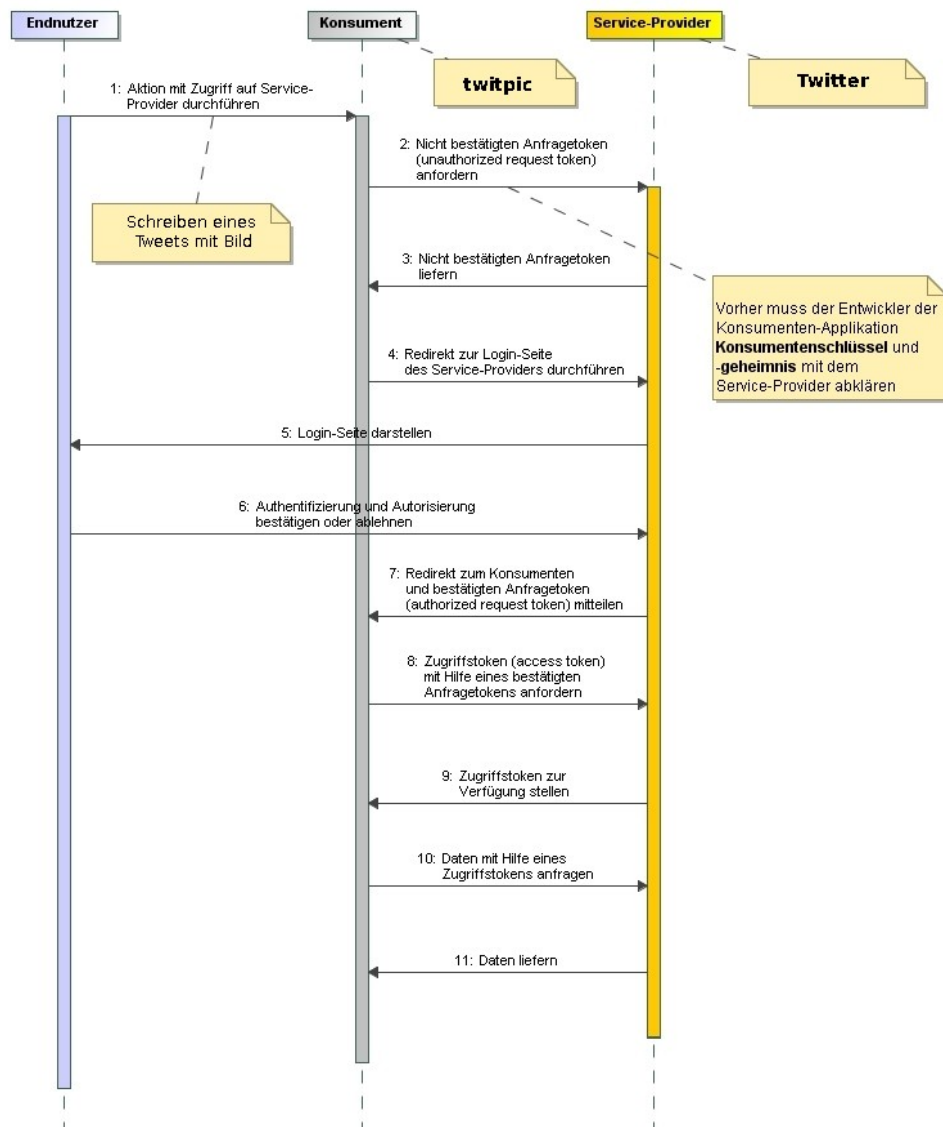 Endnutzer
Konsument
Service-Provider
twitpic
Twitter
1: Aktion mit Zugriff auf Service-
Provider durchführen
2: Nicht bestätigten Anfragetoken
(unauthorized request token)
anfordern
Schreiben eines
Tweets mit Bild
3: Nicht bestätigten Anfragetoken
liefern
Vorher muss der Entwickler der
Konsumenten-Applikation
Konsumentenschlüssel und
-geheimnis mit dem
Service-Provider abklären
4: Redirekt zur Login-Seite
des Service-Providers durchführen
5: Login-Seite darstellen
6: Authentifizierung und Autorisierung
bestätigen oder ablehnen
7: Redirekt zum Konsumenten
und bestätigten Anfragetoken
(authorized request token) mitteilen
8: Zugriffstoken (access token)
mit Hilfe eines bestätigten
Anfragetokens anfordern
9: Zugriffstoken zur
Verfügung stellen
10: Daten mit Hilfe eines
Zugriffstokens anfragen
11: Daten liefern